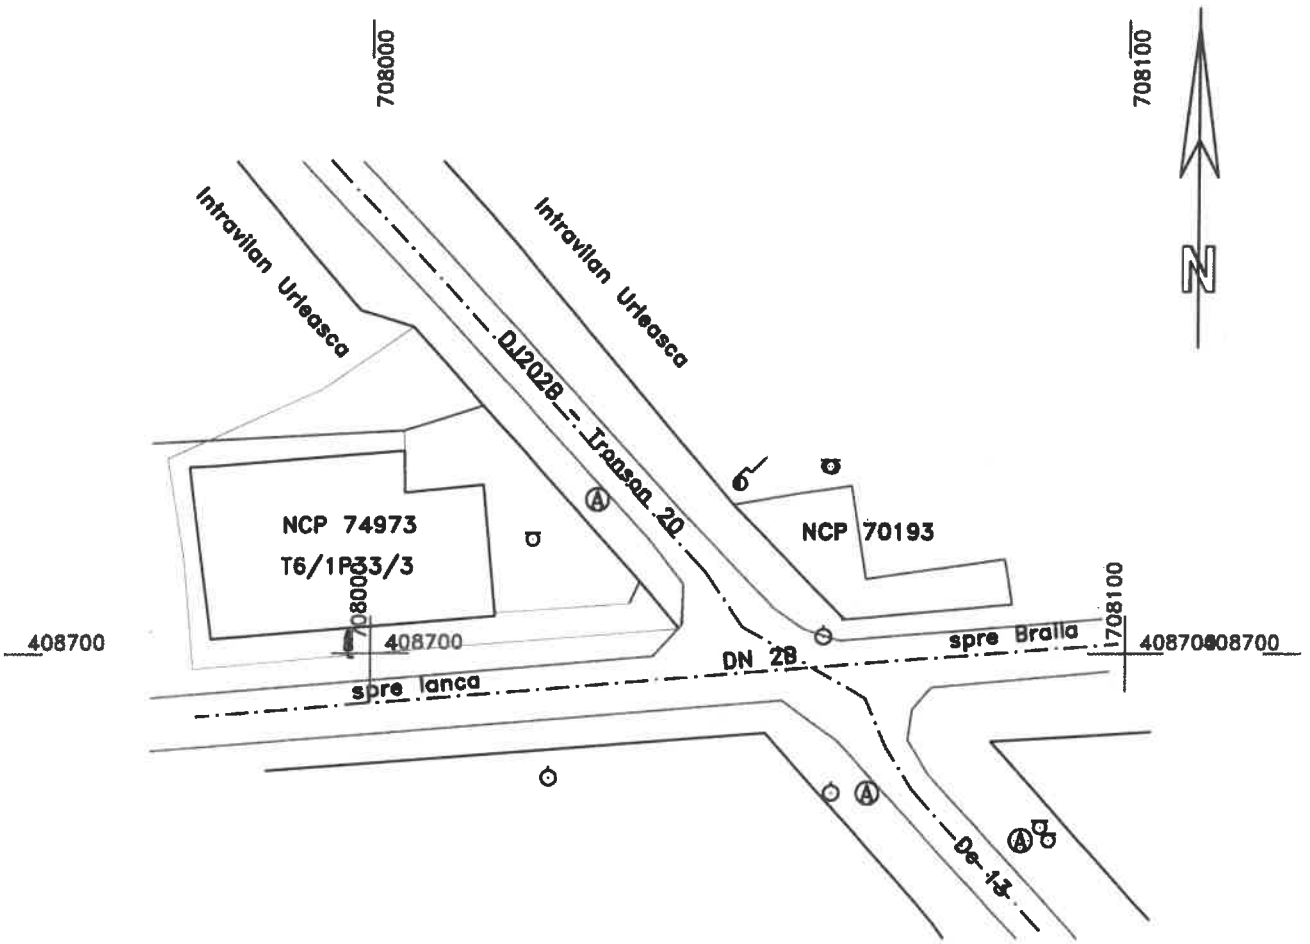 708000
708100
N
Intravilan Urleasca
Intravilan Urleasca
DJ202B - Tronson 20
A
NCP 74973
T6/1P33/3
NCP 70193
708000
708100
408700
408700
spre Braila
408700
408700
DN 2B
spre Ianca
A
A
De 13